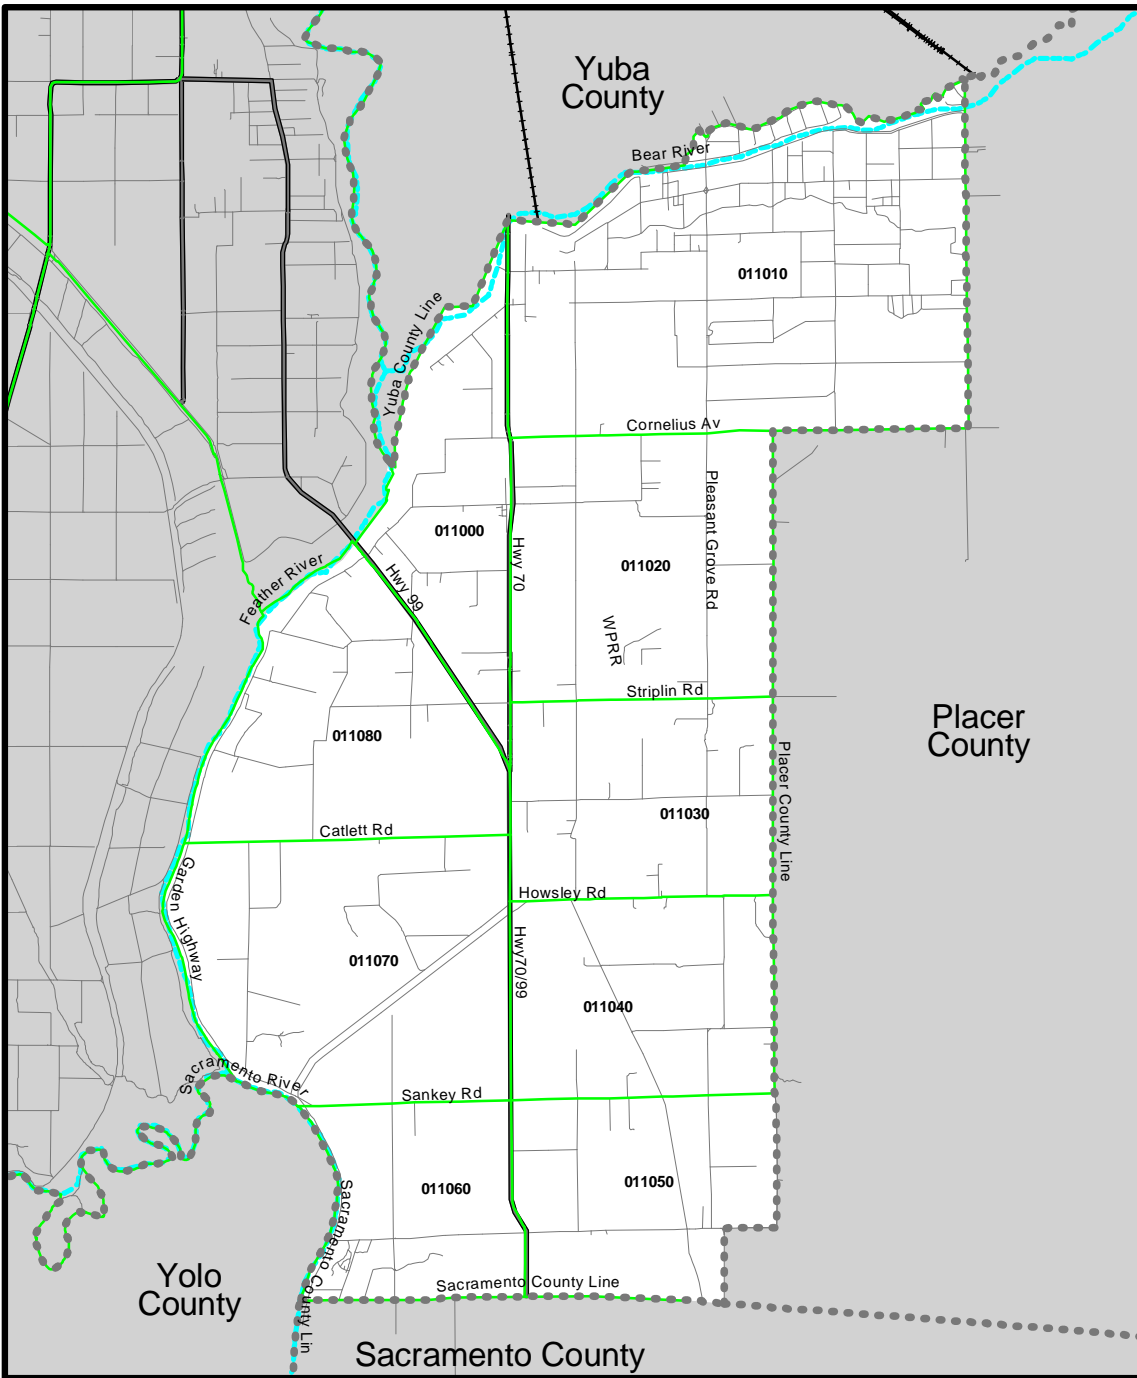 Yuba
County
Bear River
011010
Yuba County Line
Cornelius Av
Pleasant Grove Rd
011000
Hwy 70
011020
Feather River
Hwy 99
WPRR
Striplin Rd
011080
Placer
County
Placer County Line
011030
Catlett Rd
Garden Highway
Howsley Rd
Hwy70/99
011070
011040
Sacramento River
Sankey Rd
011060
011050
Sacramento County Lin
Sacramento County Line
Yolo
County
Sacramento County